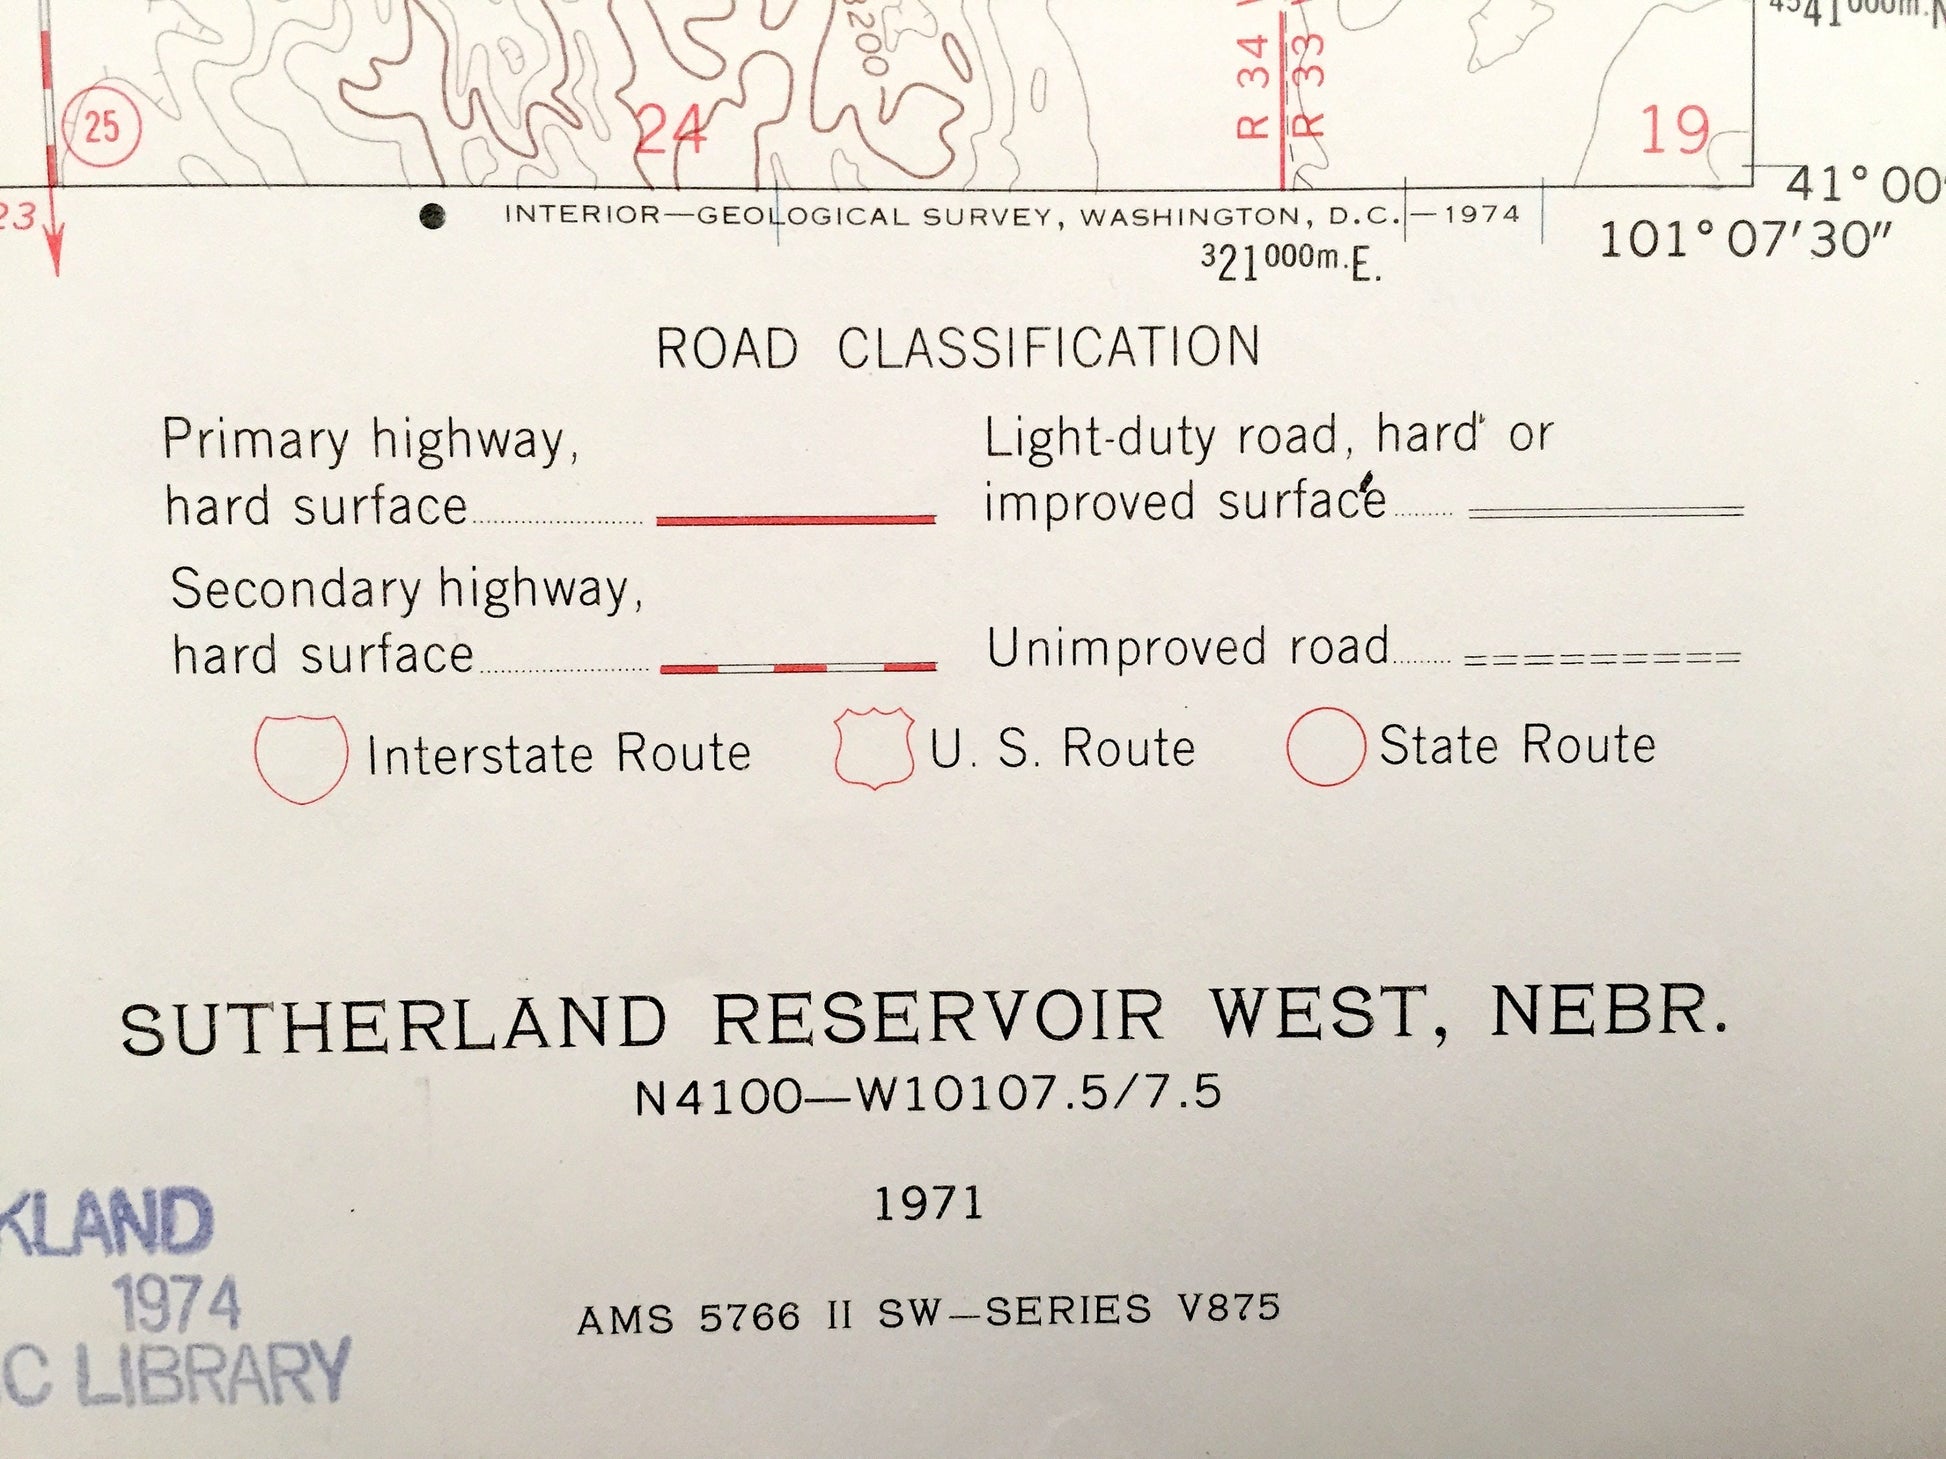 4541000m.N
3200
R 34
R 33
25
24
19
23
41° 00
INTERIOR—GEOLOGICAL SURVEY, WASHINGTON, D.C.—1974
321000m.E.
101° 07′ 30″
ROAD CLASSIFICATION
Primary highway,
hard surface
Light-duty road, hard or
improved surface
Secondary highway,
hard surface
Unimproved road
Interstate Route
U. S. Route
State Route
SUTHERLAND RESERVOIR WEST, NEBR.
N4100—W10107.5/7.5
1971
KLAND
1974
C LIBRARY
AMS 5766 II SW—SERIES V875